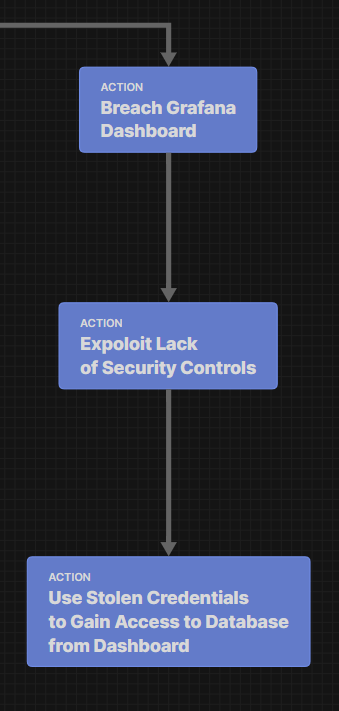 ACTION
Breach Grafana
Dashboard
ACTION
Expoloit Lack
of Security Controls
ACTION
Use Stolen Credentials
to Gain Access to Database
from Dashboard